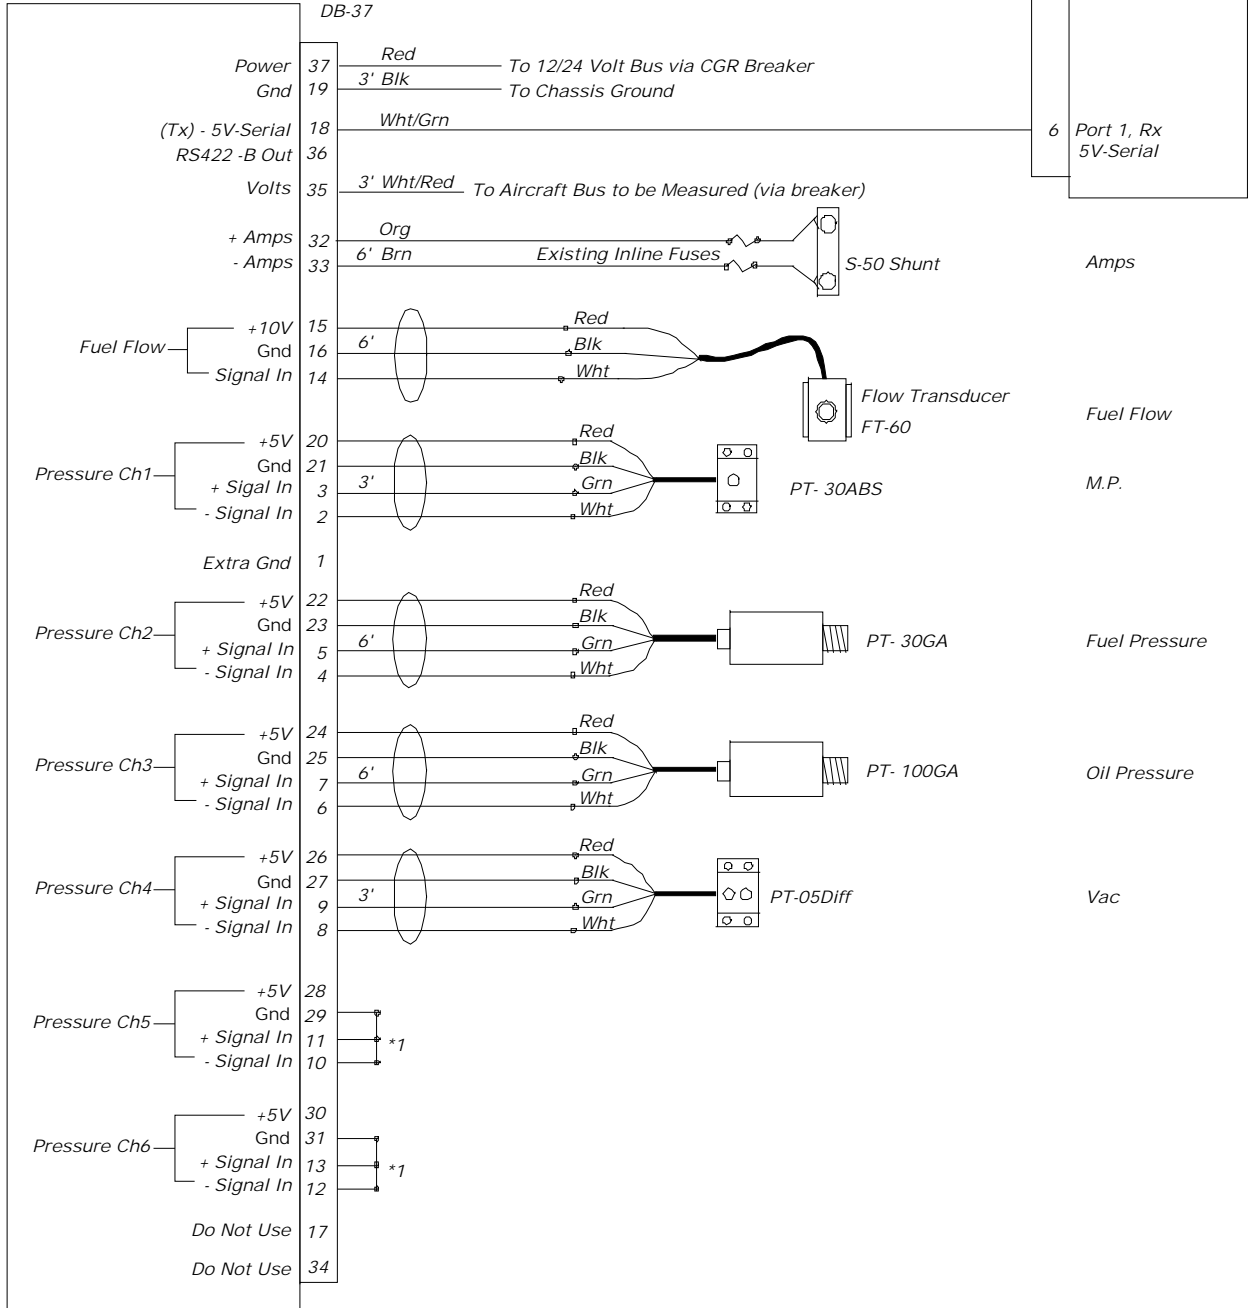 DB-37
Power 37 Red To 12/24 Volt Bus via CGR Breaker
Gnd 19 3' Blk To Chassis Ground
(Tx) - 5V-Serial 18 Wht/Grn 6 Port 1, Rx
5V-Serial
RS422 -B Out 36
Volts 35 3' Wht/Red To Aircraft Bus to be Measured (via breaker)
+ Amps 32 Org
- Amps 33 6' Brn Existing Inline Fuses S-50 Shunt Amps
Fuel Flow
+10V 15 Red
Gnd 16 6' Blk
Signal In 14 Wht
Flow Transducer
FT-60
Fuel Flow
Pressure Ch1
+5V 20 Red
Gnd 21 Blk
+ Sigal In 3 3' Grn
- Signal In 2 Wht
PT- 30ABS
M.P.
Extra Gnd 1
Pressure Ch2
+5V 22 Red
Gnd 23 Blk
+ Signal In 5 6' Grn
- Signal In 4 Wht
PT- 30GA
Fuel Pressure
Pressure Ch3
+5V 24 Red
Gnd 25 Blk
+ Signal In 7 6' Grn
- Signal In 6 Wht
PT- 100GA
Oil Pressure
Pressure Ch4
+5V 26 Red
Gnd 27 Blk
+ Signal In 9 3' Grn
- Signal In 8 Wht
PT-05Diff
Vac
Pressure Ch5
+5V 28
Gnd 29
+ Signal In 11 *1
- Signal In 10
Pressure Ch6
+5V 30
Gnd 31
+ Signal In 13 *1
- Signal In 12
Do Not Use 17
Do Not Use 34